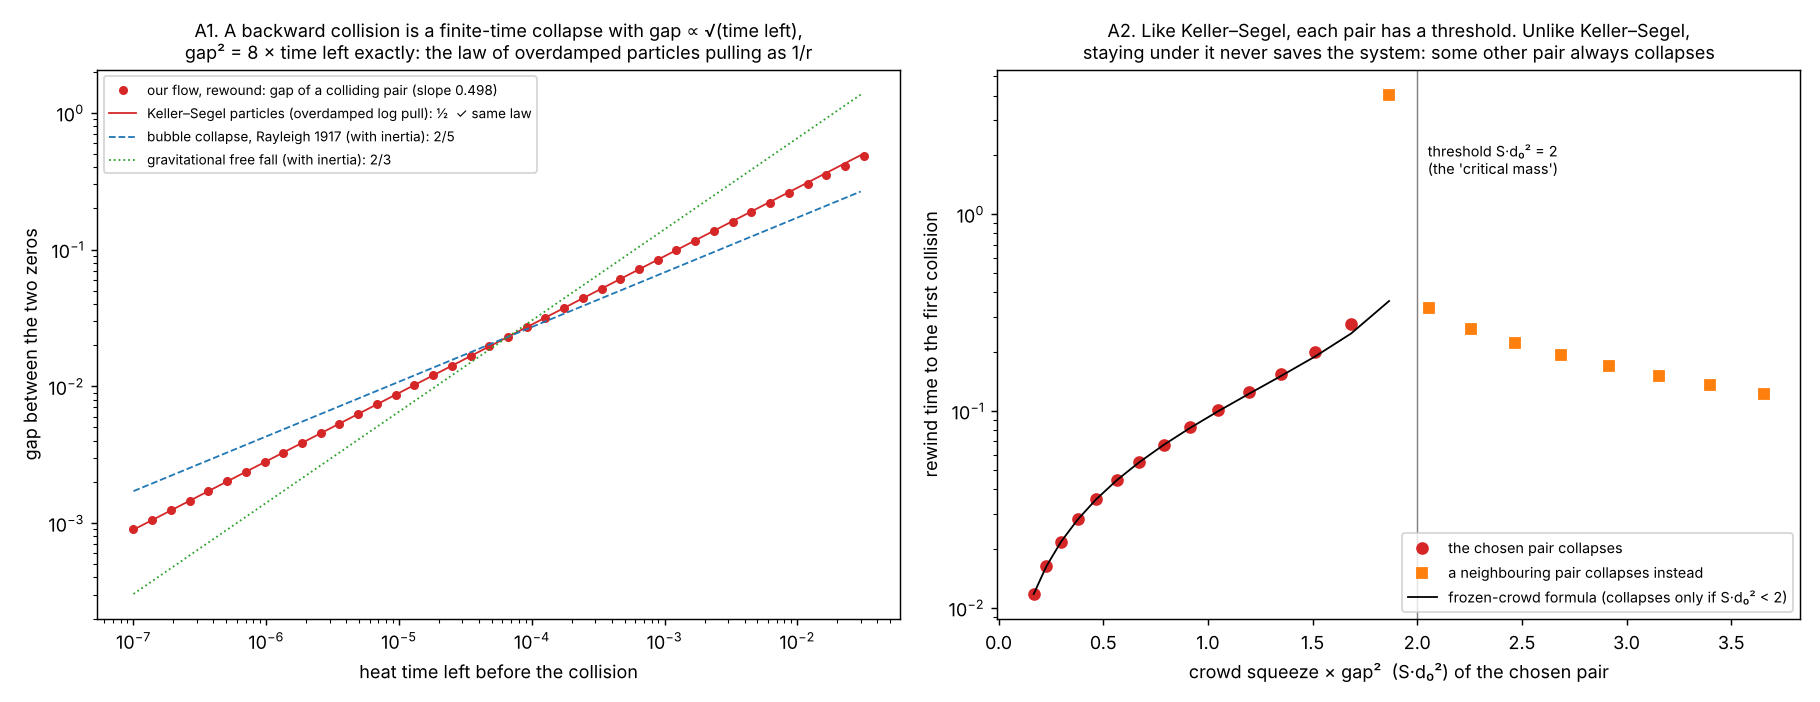 A1. A backward collision is a finite-time collapse with gap ∝ √(time left),
gap² = 8 × time left exactly: the law of overdamped particles pulling as 1/r
our flow, rewound: gap of a colliding pair (slope 0.498)
Keller–Segel particles (overdamped log pull): ½ ✓ same law
bubble collapse, Rayleigh 1917 (with inertia): 2/5
gravitational free fall (with inertia): 2/3
gap between the two zeros
10⁰
10⁻¹
10⁻²
10⁻³
10⁻⁷ 10⁻⁶ 10⁻⁵ 10⁻⁴ 10⁻³ 10⁻²
heat time left before the collision
A2. Like Keller–Segel, each pair has a threshold. Unlike Keller–Segel,
staying under it never saves the system: some other pair always collapses
threshold S·d₀² = 2
(the 'critical mass')
rewind time to the first collision
10⁰
10⁻¹
10⁻²
the chosen pair collapses
a neighbouring pair collapses instead
frozen-crowd formula (collapses only if S·d₀² < 2)
0.0 0.5 1.0 1.5 2.0 2.5 3.0 3.5
crowd squeeze × gap² (S·d₀²) of the chosen pair